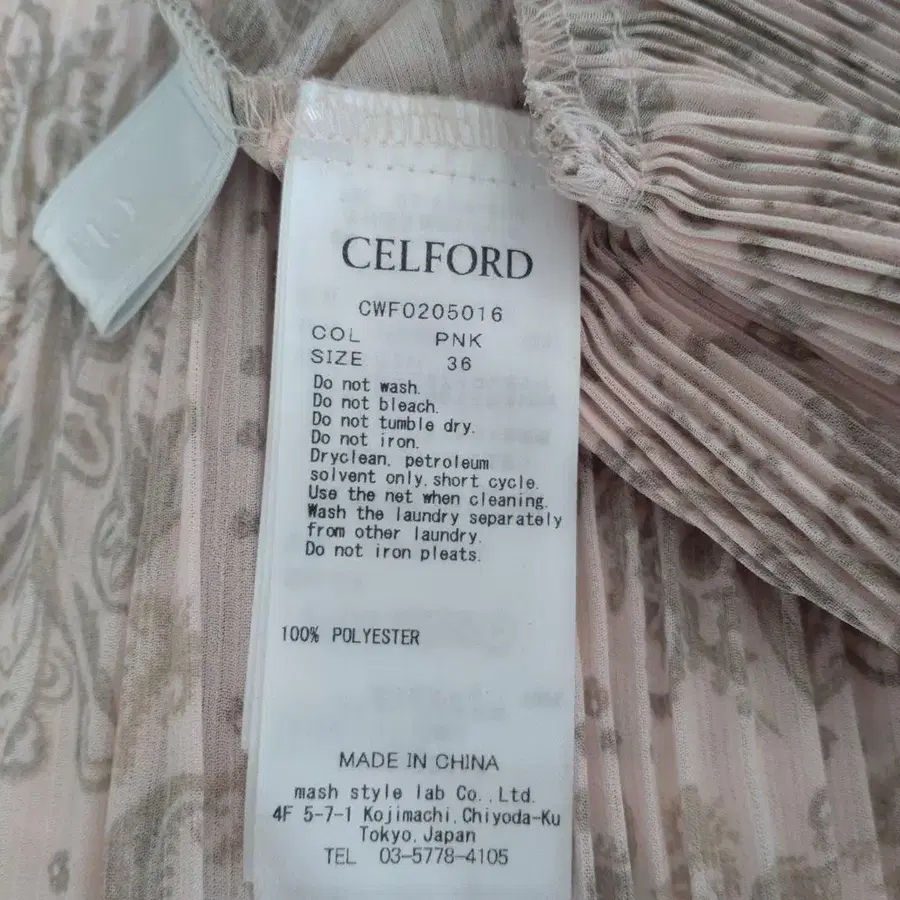 CELFORD
CWF0205016
COL PNK
SIZE 36
Do not wash.
Do not bleach.
Do not tumble dry.
Do not iron.
Dryclean, petroleum
solvent only, short cycle.
Use the net when cleaning.
Wash the laundry separately
from other laundry.
Do not iron pleats.
100% POLYESTER
MADE IN CHINA
mash style lab Co., Ltd.
4F 5-7-1 Kojimachi, Chiyoda-Ku
Tokyo, Japan
TEL 03-5778-4105